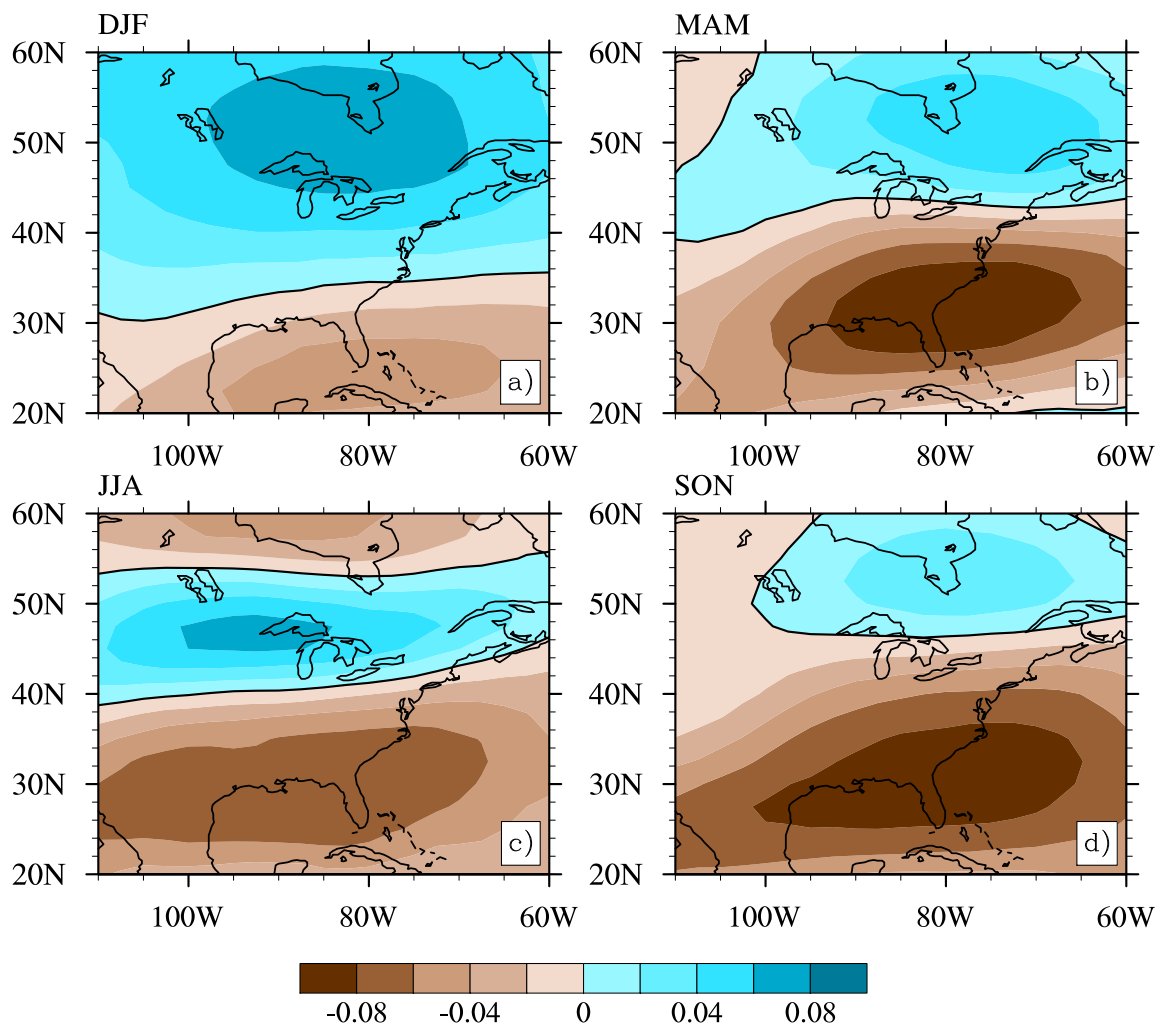 DJF MAM
60N 60N
50N 50N
40N 40N
30N 30N
a) b)
20N 20N
100W 80W 60W 100W 80W 60W
JJA SON
60N 60N
50N 50N
40N 40N
30N 30N
c) d)
20N 20N
100W 80W 60W 100W 80W 60W
-0.08 -0.04 0 0.04 0.08